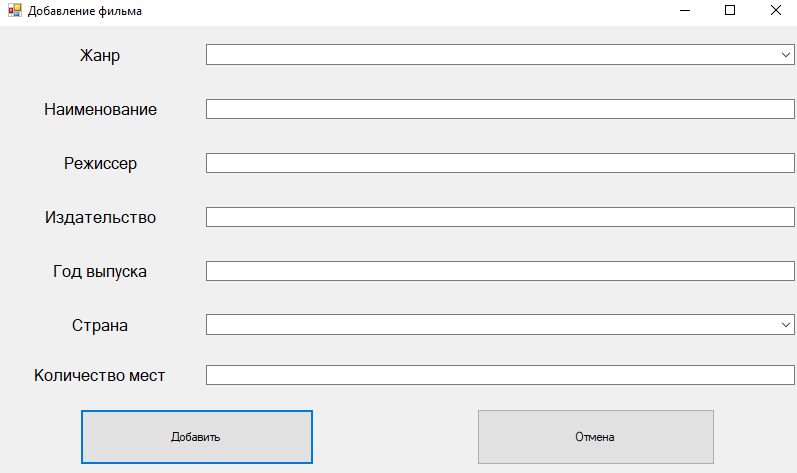 Добавление фильма
Жанр
Наименование
Режиссер
Издательство
Год выпуска
Страна
Количество мест
Добавить
Отмена